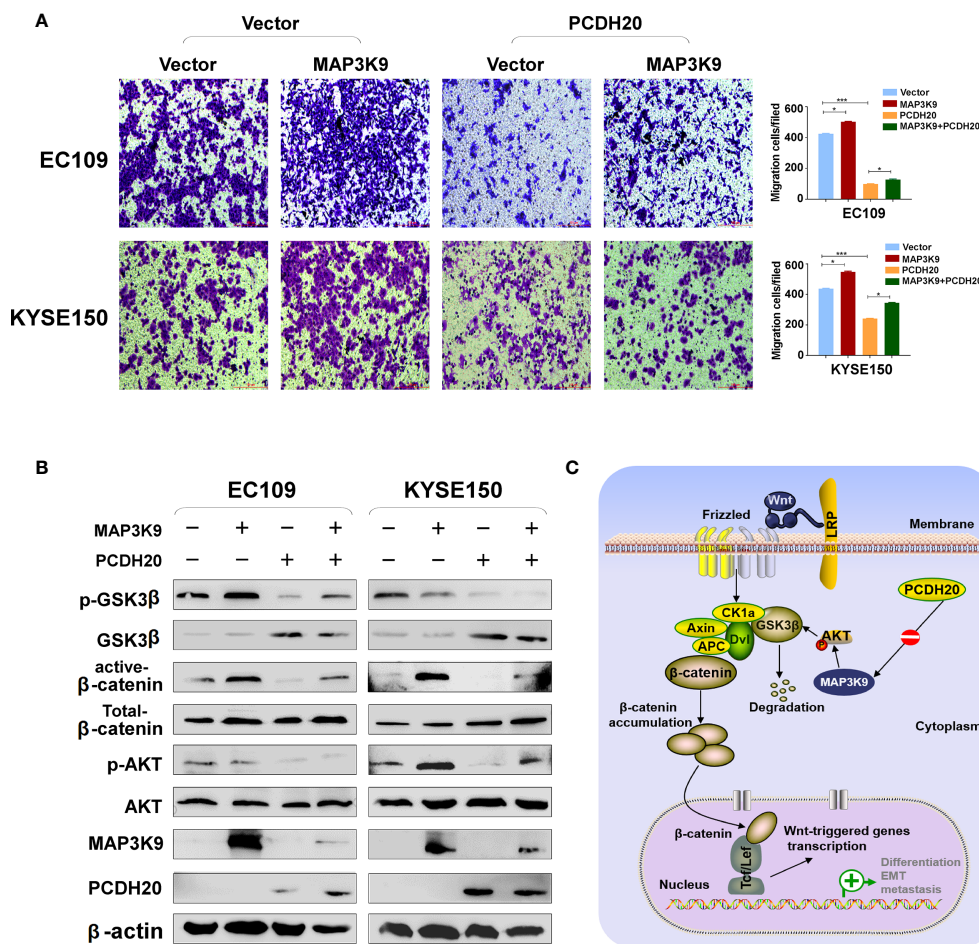 A
Vector
PCDH20
Vector
MAP3K9
Vector
MAP3K9
EC109
KYSE150
Migration cells/filed
600
400
200
0
***
*
*
EC109
Vector
MAP3K9
PCDH20
MAP3K9+PCDH20
Migration cells/filed
600
400
200
0
***
*
*
KYSE150
Vector
MAP3K9
PCDH20
MAP3K9+PCDH20
B
EC109
KYSE150
MAP3K9 − + − + − + − +
PCDH20 − − + + − − + +
p-GSK3β
GSK3β
active-
β-catenin
Total-
β-catenin
p-AKT
AKT
MAP3K9
PCDH20
β-actin
C
Wnt
Frizzled
LRP
Membrane
PCDH20
CK1a
GSK3β
Axin
Dvl
APC
AKT
P
β-catenin
MAP3K9
Degradation
β-catenin
accumulation
Cytoplasm
β-catenin
Wnt-triggered genes
transcription
Tcf/Lef
Nucleus
Differentiation
EMT
metastasis